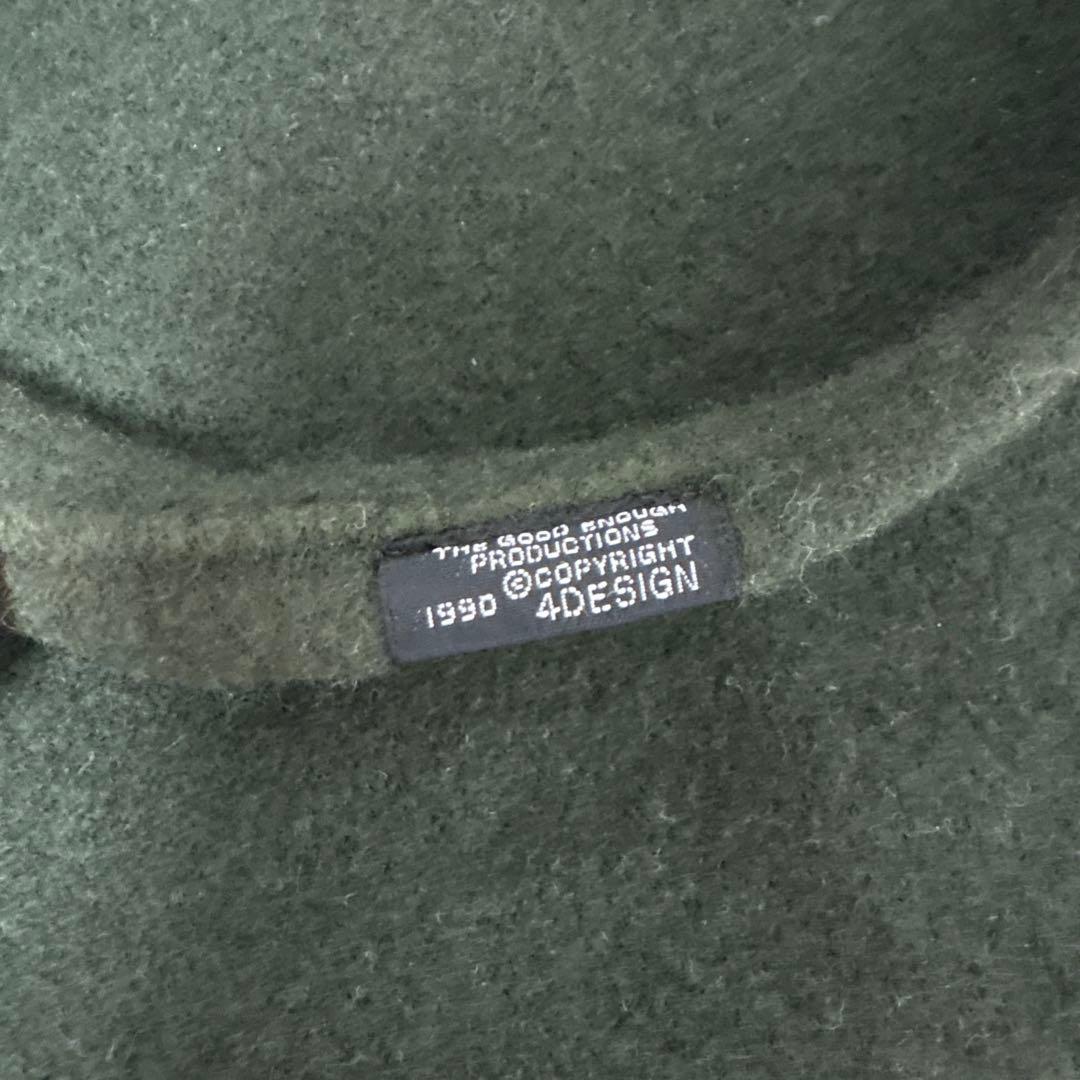 THE GOOD ENOUGH
PRODUCTIONS
©COPYRIGHT
1990 4DESIGN